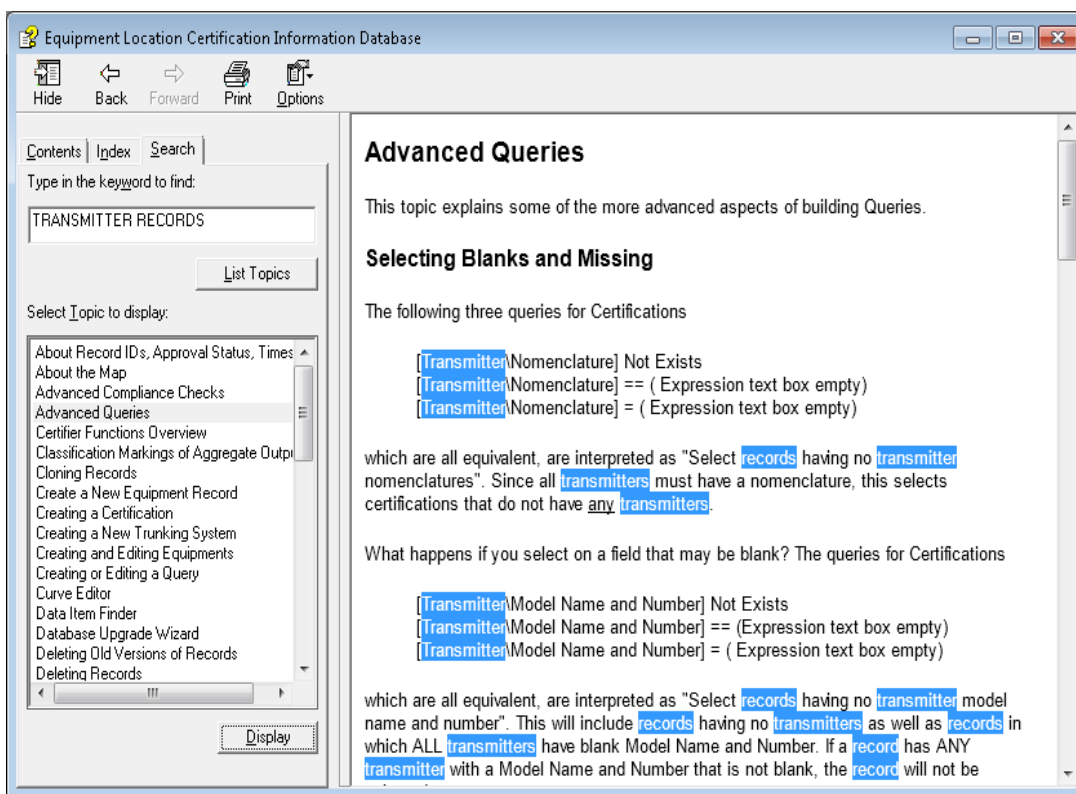 Equipment Location Certification Information Database
Hide Back Forward Print Options
Contents Index Search
Type in the keyword to find:
TRANSMITTER RECORDS
List Topics
Select Topic to display:
About Record IDs, Approval Status, Times
About the Map
Advanced Compliance Checks
Advanced Queries
Certifier Functions Overview
Classification Markings of Aggregate Outp
Cloning Records
Create a New Equipment Record
Creating a Certification
Creating a New Trunking System
Creating and Editing Equipments
Creating or Editing a Query
Curve Editor
Data Item Finder
Database Upgrade Wizard
Deleting Old Versions of Records
Deleting Records
Display
Advanced Queries
This topic explains some of the more advanced aspects of building Queries.
Selecting Blanks and Missing
The following three queries for Certifications
[Transmitter\Nomenclature] Not Exists
[Transmitter\Nomenclature] == ( Expression text box empty)
[Transmitter\Nomenclature] = ( Expression text box empty)
which are all equivalent, are interpreted as "Select records having no transmitter
nomenclatures". Since all transmitters must have a nomenclature, this selects
certifications that do not have any transmitters.
What happens if you select on a field that may be blank? The queries for Certifications
[Transmitter\Model Name and Number] Not Exists
[Transmitter\Model Name and Number] == (Expression text box empty)
[Transmitter\Model Name and Number] = ( Expression text box empty)
which are all equivalent, are interpreted as "Select records having no transmitter model
name and number". This will include records having no transmitters as well as records in
which ALL transmitters have blank Model Name and Number. If a record has ANY
transmitter with a Model Name and Number that is not blank, the record will not be